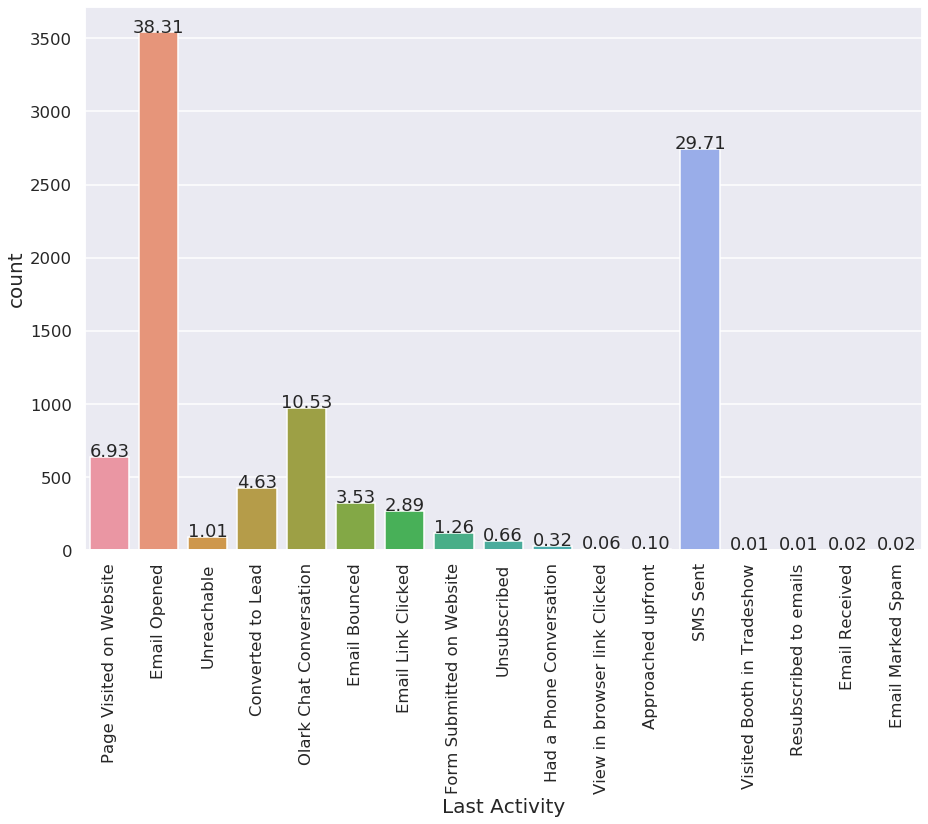 38.31
29.71
10.53
6.93
4.63
3.53
2.89
1.26
1.01
0.66
0.32
0.06
0.10
0.01
0.01
0.02
0.02
3500
3000
2500
2000
1500
1000
500
0
count
Page Visited on Website
Email Opened
Unreachable
Converted to Lead
Olark Chat Conversation
Email Bounced
Email Link Clicked
Form Submitted on Website
Unsubscribed
Had a Phone Conversation
View in browser link Clicked
Approached upfront
SMS Sent
Visited Booth in Tradeshow
Resubscribed to emails
Email Received
Email Marked Spam
Last Activity